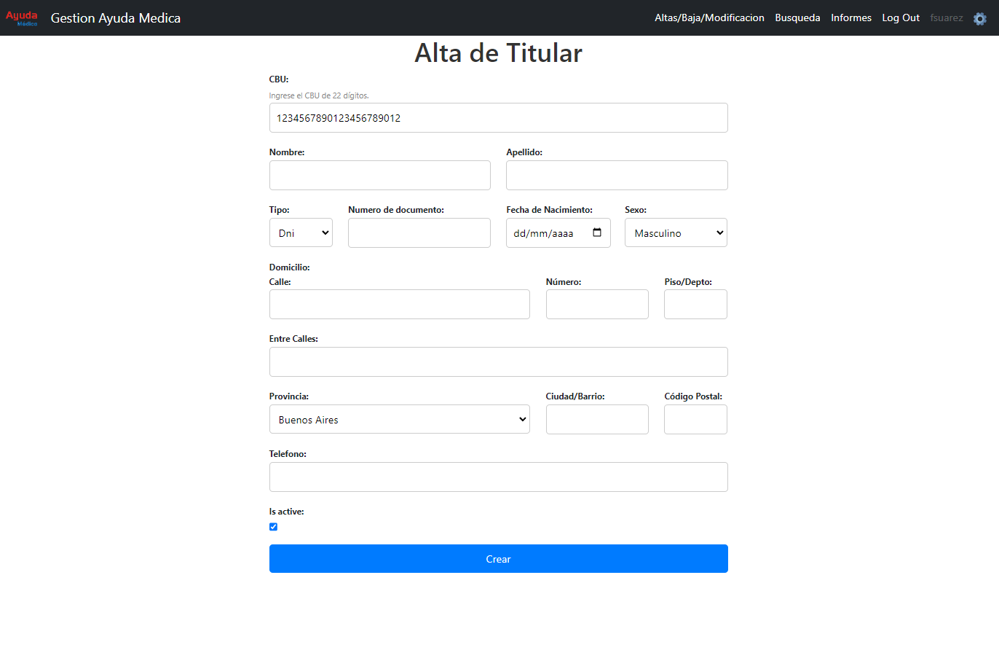 Ayuda Médica Gestion Ayuda Medica Altas/Baja/Modificacion Busqueda Informes Log Out fsuarez
Alta de Titular
CBU:
Ingrese el CBU de 22 dígitos.
1234567890123456789012
Nombre: Apellido:
Tipo: Numero de documento: Fecha de Nacimiento: Sexo:
Dni dd/mm/aaaa Masculino
Domicilio:
Calle: Número: Piso/Depto:
Entre Calles:
Provincia: Ciudad/Barrio: Código Postal:
Buenos Aires
Telefono:
Is active:
Crear